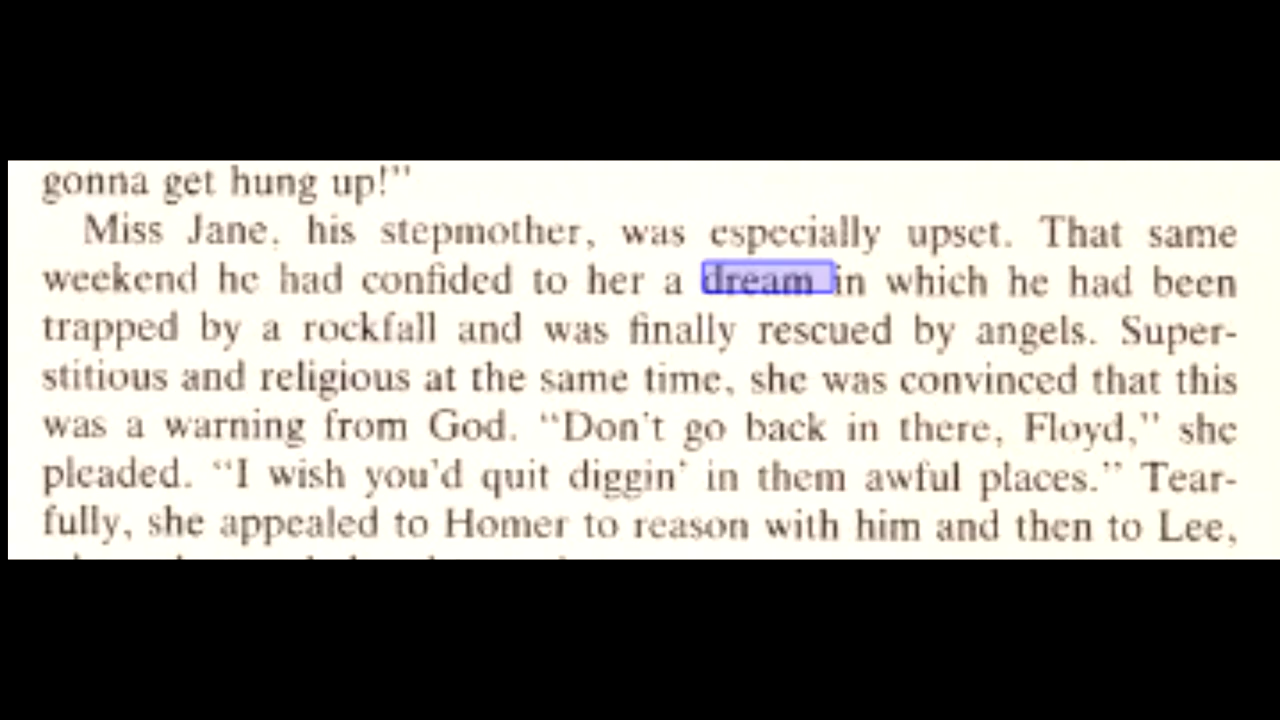 gonna get hung up!”
Miss Jane, his stepmother, was especially upset. That same
weekend he had confided to her a dream in which he had been
trapped by a rockfall and was finally rescued by angels. Super-
stitious and religious at the same time, she was convinced that this
was a warning from God. “Don't go back in there, Floyd,” she
pleaded. “I wish you'd quit diggin' in them awful places.” Tear-
fully, she appealed to Homer to reason with him and then to Lee,